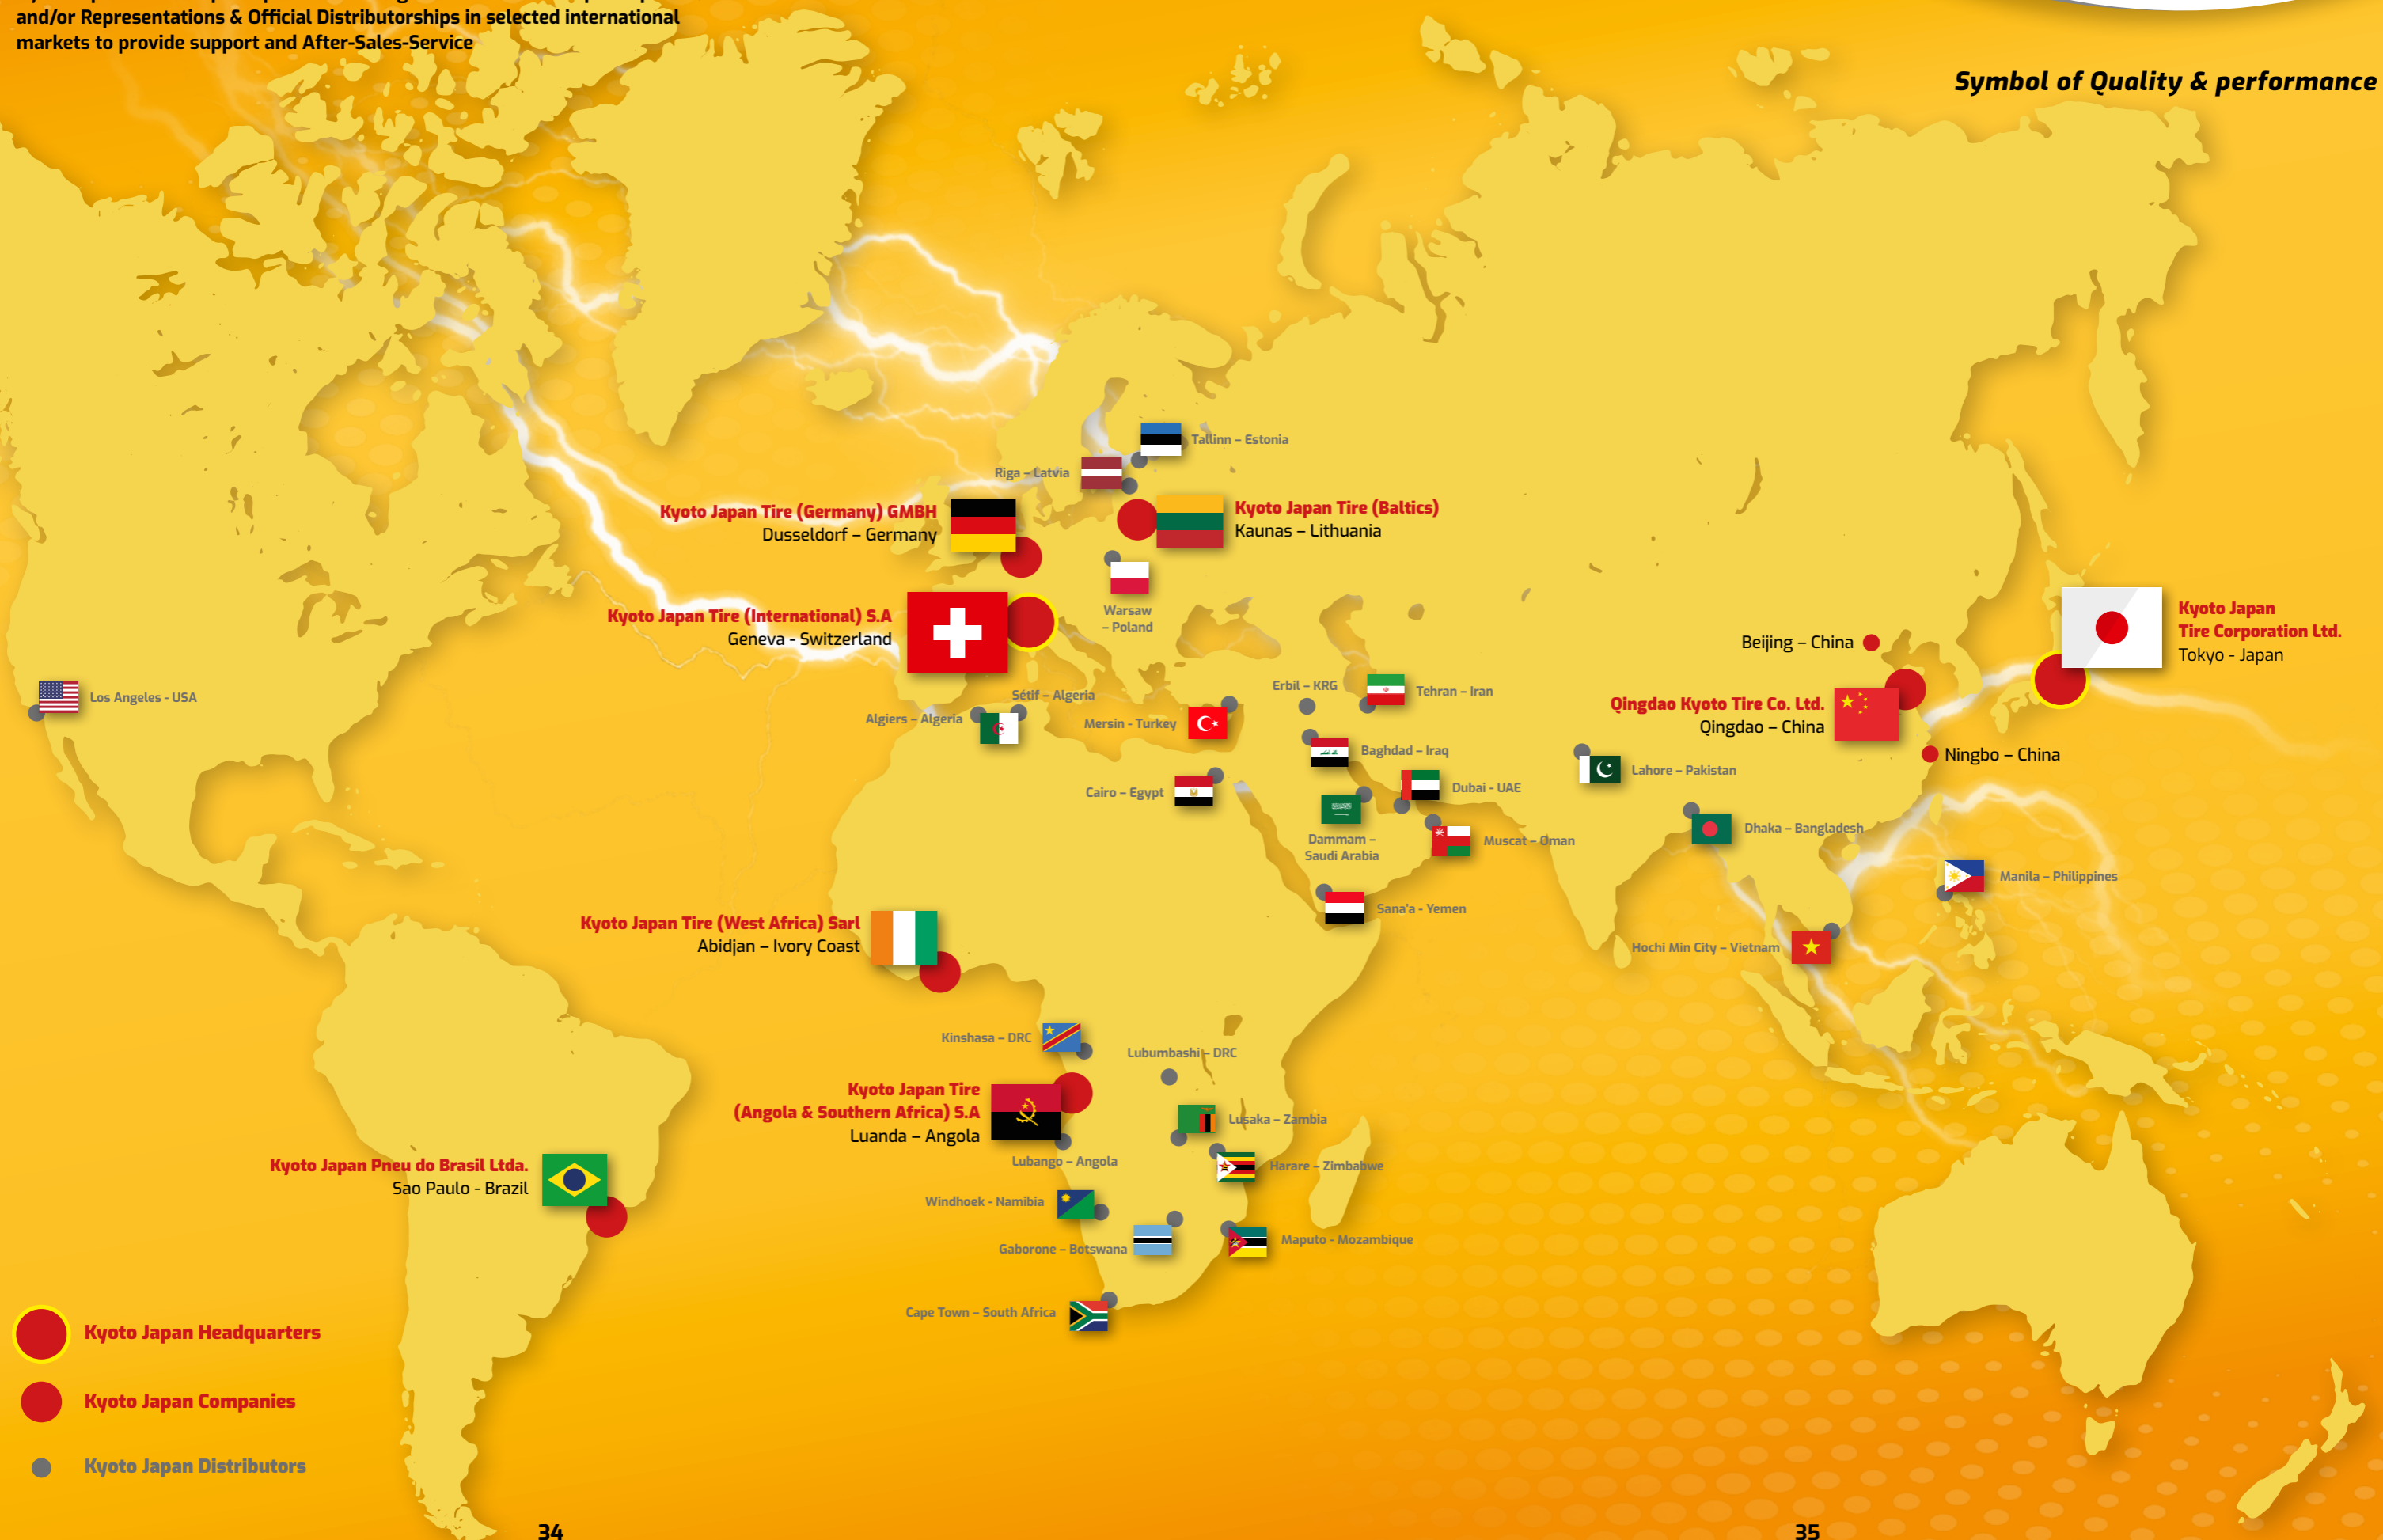 and/or Representations & Official Distributorships in selected international
markets to provide support and After-Sales-Service
Symbol of Quality & performance
Tallinn – Estonia
Riga – Latvia
Kyoto Japan Tire (Germany) GMBH
Dusseldorf – Germany
Kyoto Japan Tire (Baltics)
Kaunas – Lithuania
Warsaw
– Poland
Kyoto Japan Tire (International) S.A
Geneva - Switzerland
Kyoto Japan
Tire Corporation Ltd.
Tokyo - Japan
Beijing – China
Qingdao Kyoto Tire Co. Ltd.
Qingdao – China
Ningbo – China
Los Angeles - USA
Sétif – Algeria
Algiers – Algeria
Mersin - Turkey
Erbil – KRG
Tehran – Iran
Baghdad – Iraq
Cairo – Egypt
Dubai - UAE
Lahore – Pakistan
Dammam –
Saudi Arabia
Muscat – Oman
Dhaka – Bangladesh
Manila – Philippines
Sana'a - Yemen
Hochi Min City – Vietnam
Kyoto Japan Tire (West Africa) Sarl
Abidjan – Ivory Coast
Kinshasa – DRC
Lubumbashi – DRC
Kyoto Japan Tire
(Angola & Southern Africa) S.A
Luanda – Angola
Lusaka – Zambia
Lubango – Angola
Harare – Zimbabwe
Kyoto Japan Pneu do Brasil Ltda.
Sao Paulo - Brazil
Windhoek - Namibia
Gaborone – Botswana
Maputo - Mozambique
Cape Town – South Africa
Kyoto Japan Headquarters
Kyoto Japan Companies
Kyoto Japan Distributors
34
35